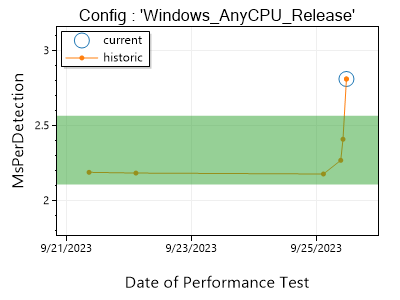 Config : 'Windows_AnyCPU_Release'
current
historic
MsPerDetection
3
2.5
2
9/21/2023
9/23/2023
9/25/2023
Date of Performance Test